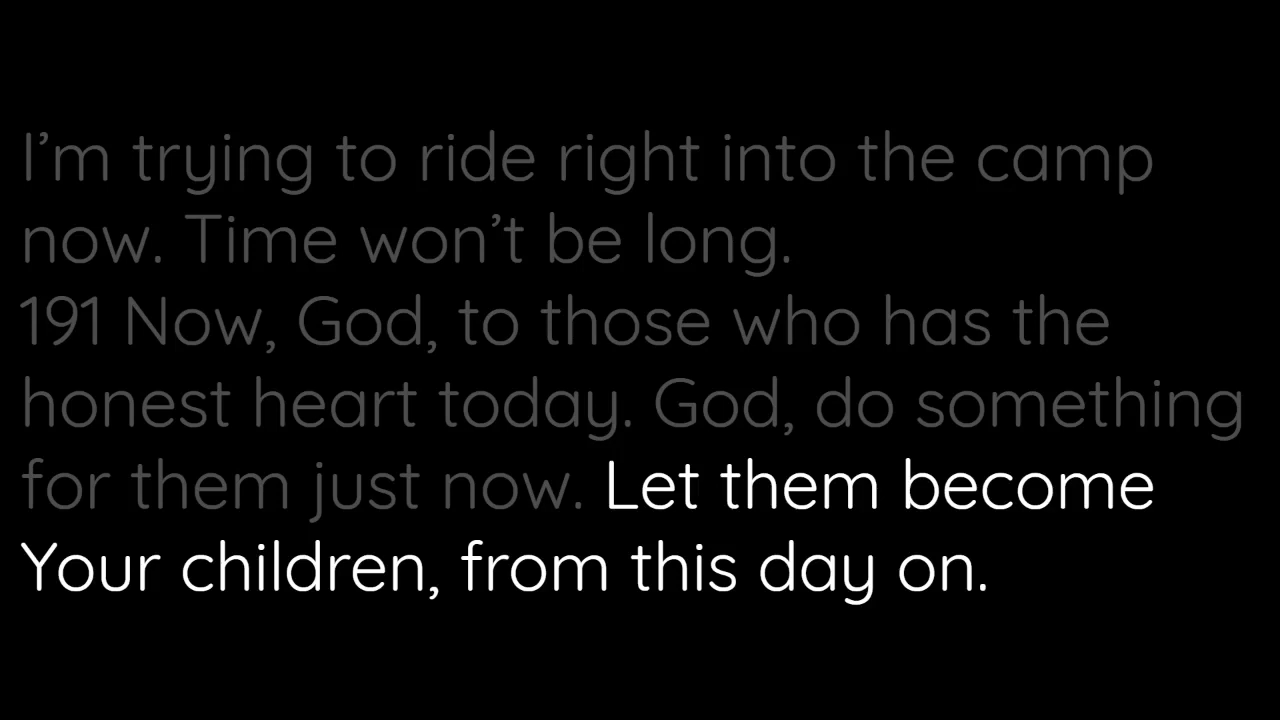 I’m trying to ride right into the camp
now. Time won’t be long.
191 Now, God, to those who has the
honest heart today. God, do something
for them just now. Let them become
Your children, from this day on.